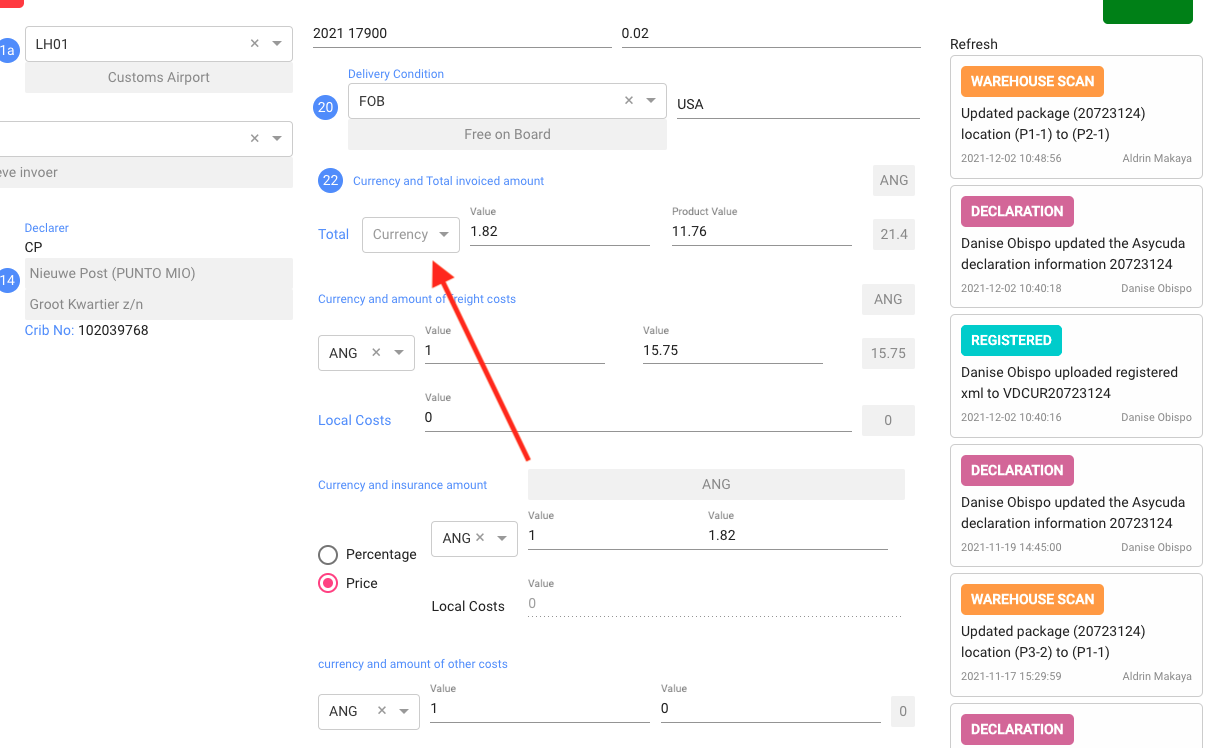 1a
LH01
Customs Airport
eve invoer
Declarer
CP
14
Nieuwe Post (PUNTO MIO)
Groot Kwartier z/n
Crib No: 102039768
2021 17900
0.02
Delivery Condition
20
FOB
USA
Free on Board
22
Currency and Total invoiced amount
ANG
Total
Currency
Value
1.82
Product Value
11.76
21.4
Currency and amount of freight costs
ANG
ANG
Value
1
Value
15.75
15.75
Local Costs
Value
0
0
Currency and insurance amount
ANG
Percentage
Price
ANG
Value
1
Value
1.82
Local Costs
Value
0
currency and amount of other costs
ANG
Value
1
Value
0
0
Refresh
WAREHOUSE SCAN
Updated package (20723124)
location (P1-1) to (P2-1)
2021-12-02 10:48:56 Aldrin Makaya
DECLARATION
Danise Obispo updated the Asycuda
declaration information 20723124
2021-12-02 10:40:18 Danise Obispo
REGISTERED
Danise Obispo uploaded registered
xml to VDCUR20723124
2021-12-02 10:40:16 Danise Obispo
DECLARATION
Danise Obispo updated the Asycuda
declaration information 20723124
2021-11-19 14:45:00 Danise Obispo
WAREHOUSE SCAN
Updated package (20723124)
location (P3-2) to (P1-1)
2021-11-17 15:29:59 Aldrin Makaya
DECLARATION